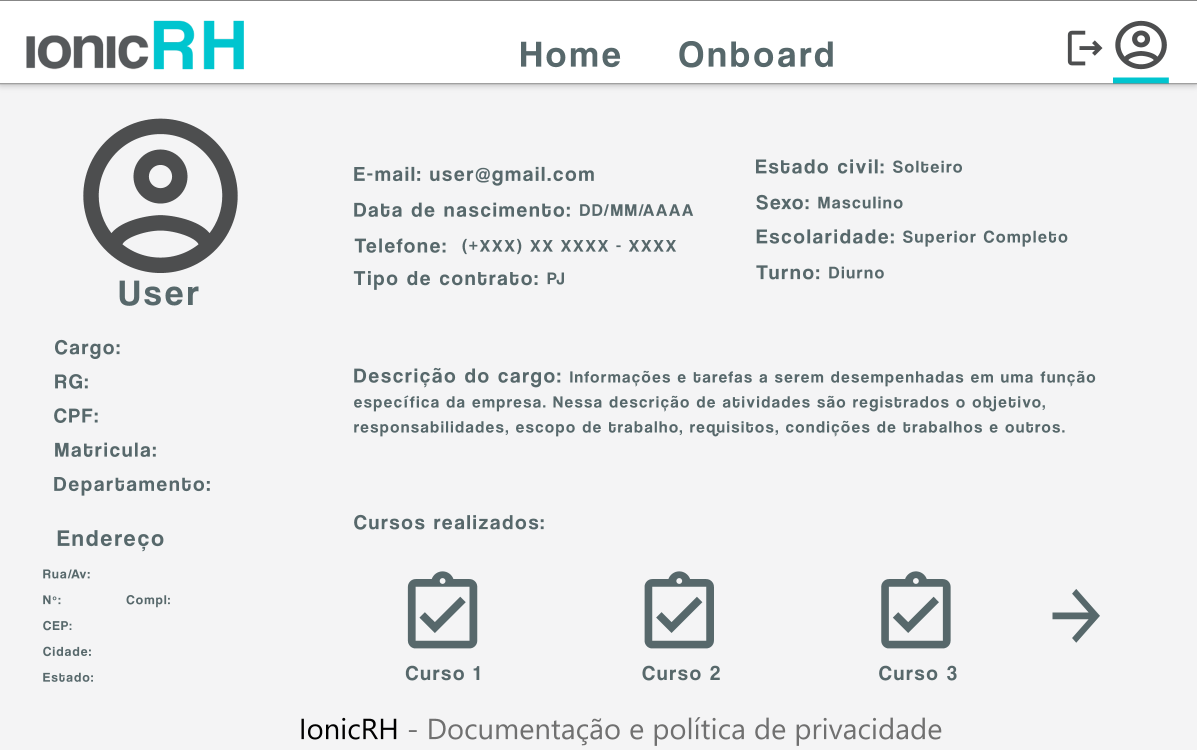 ıonicRH
Home Onboard
User
Cargo:
RG:
CPF:
Matricula:
Departamento:
Endereço
Rua/Av:
N°: Compl:
CEP:
Cidade:
Estado:
E-mail: user@gmail.com
Data de nascimento: DD/MM/AAAA
Telefone: (+XXX) XX XXXX - XXXX
Tipo de contrato: PJ
Estado civil: Solteiro
Sexo: Masculino
Escolaridade: Superior Completo
Turno: Diurno
Descrição do cargo: Informações e tarefas a serem desempenhadas em uma função
específica da empresa. Nessa descrição de atividades são registrados o objetivo,
responsabilidades, escopo de trabalho, requisitos, condições de trabalhos e outros.
Cursos realizados:
Curso 1 Curso 2 Curso 3
IonicRH - Documentação e política de privacidade